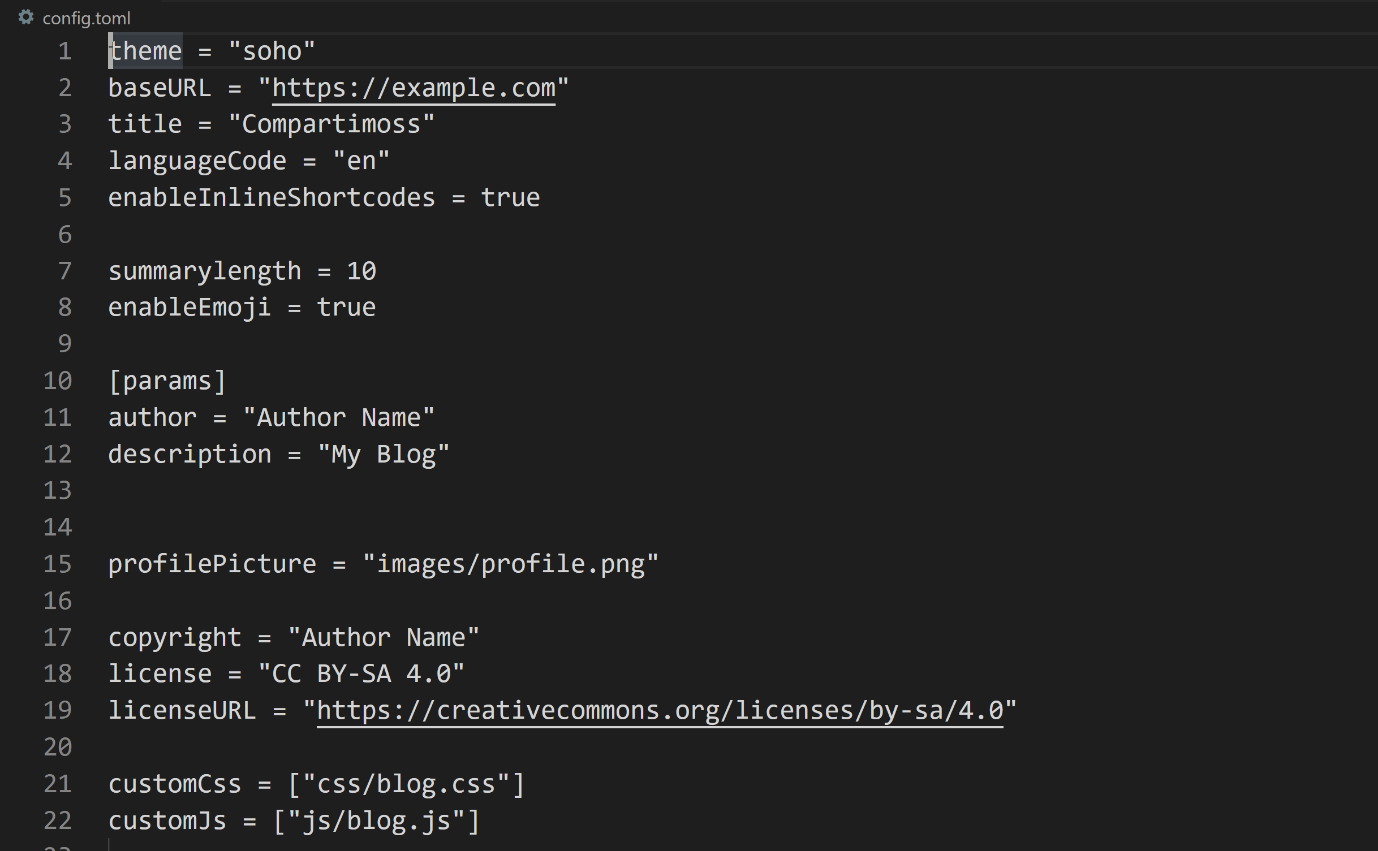 config.toml
1 theme = "soho"
2 baseURL = "https://example.com"
3 title = "Compartimoss"
4 languageCode = "en"
5 enableInlineShortcodes = true
6
7 summarylength = 10
8 enableEmoji = true
9
10 [params]
11 author = "Author Name"
12 description = "My Blog"
13
14
15 profilePicture = "images/profile.png"
16
17 copyright = "Author Name"
18 license = "CC BY-SA 4.0"
19 licenseURL = "https://creativecommons.org/licenses/by-sa/4.0"
20
21 customCss = ["css/blog.css"]
22 customJs = ["js/blog.js"]